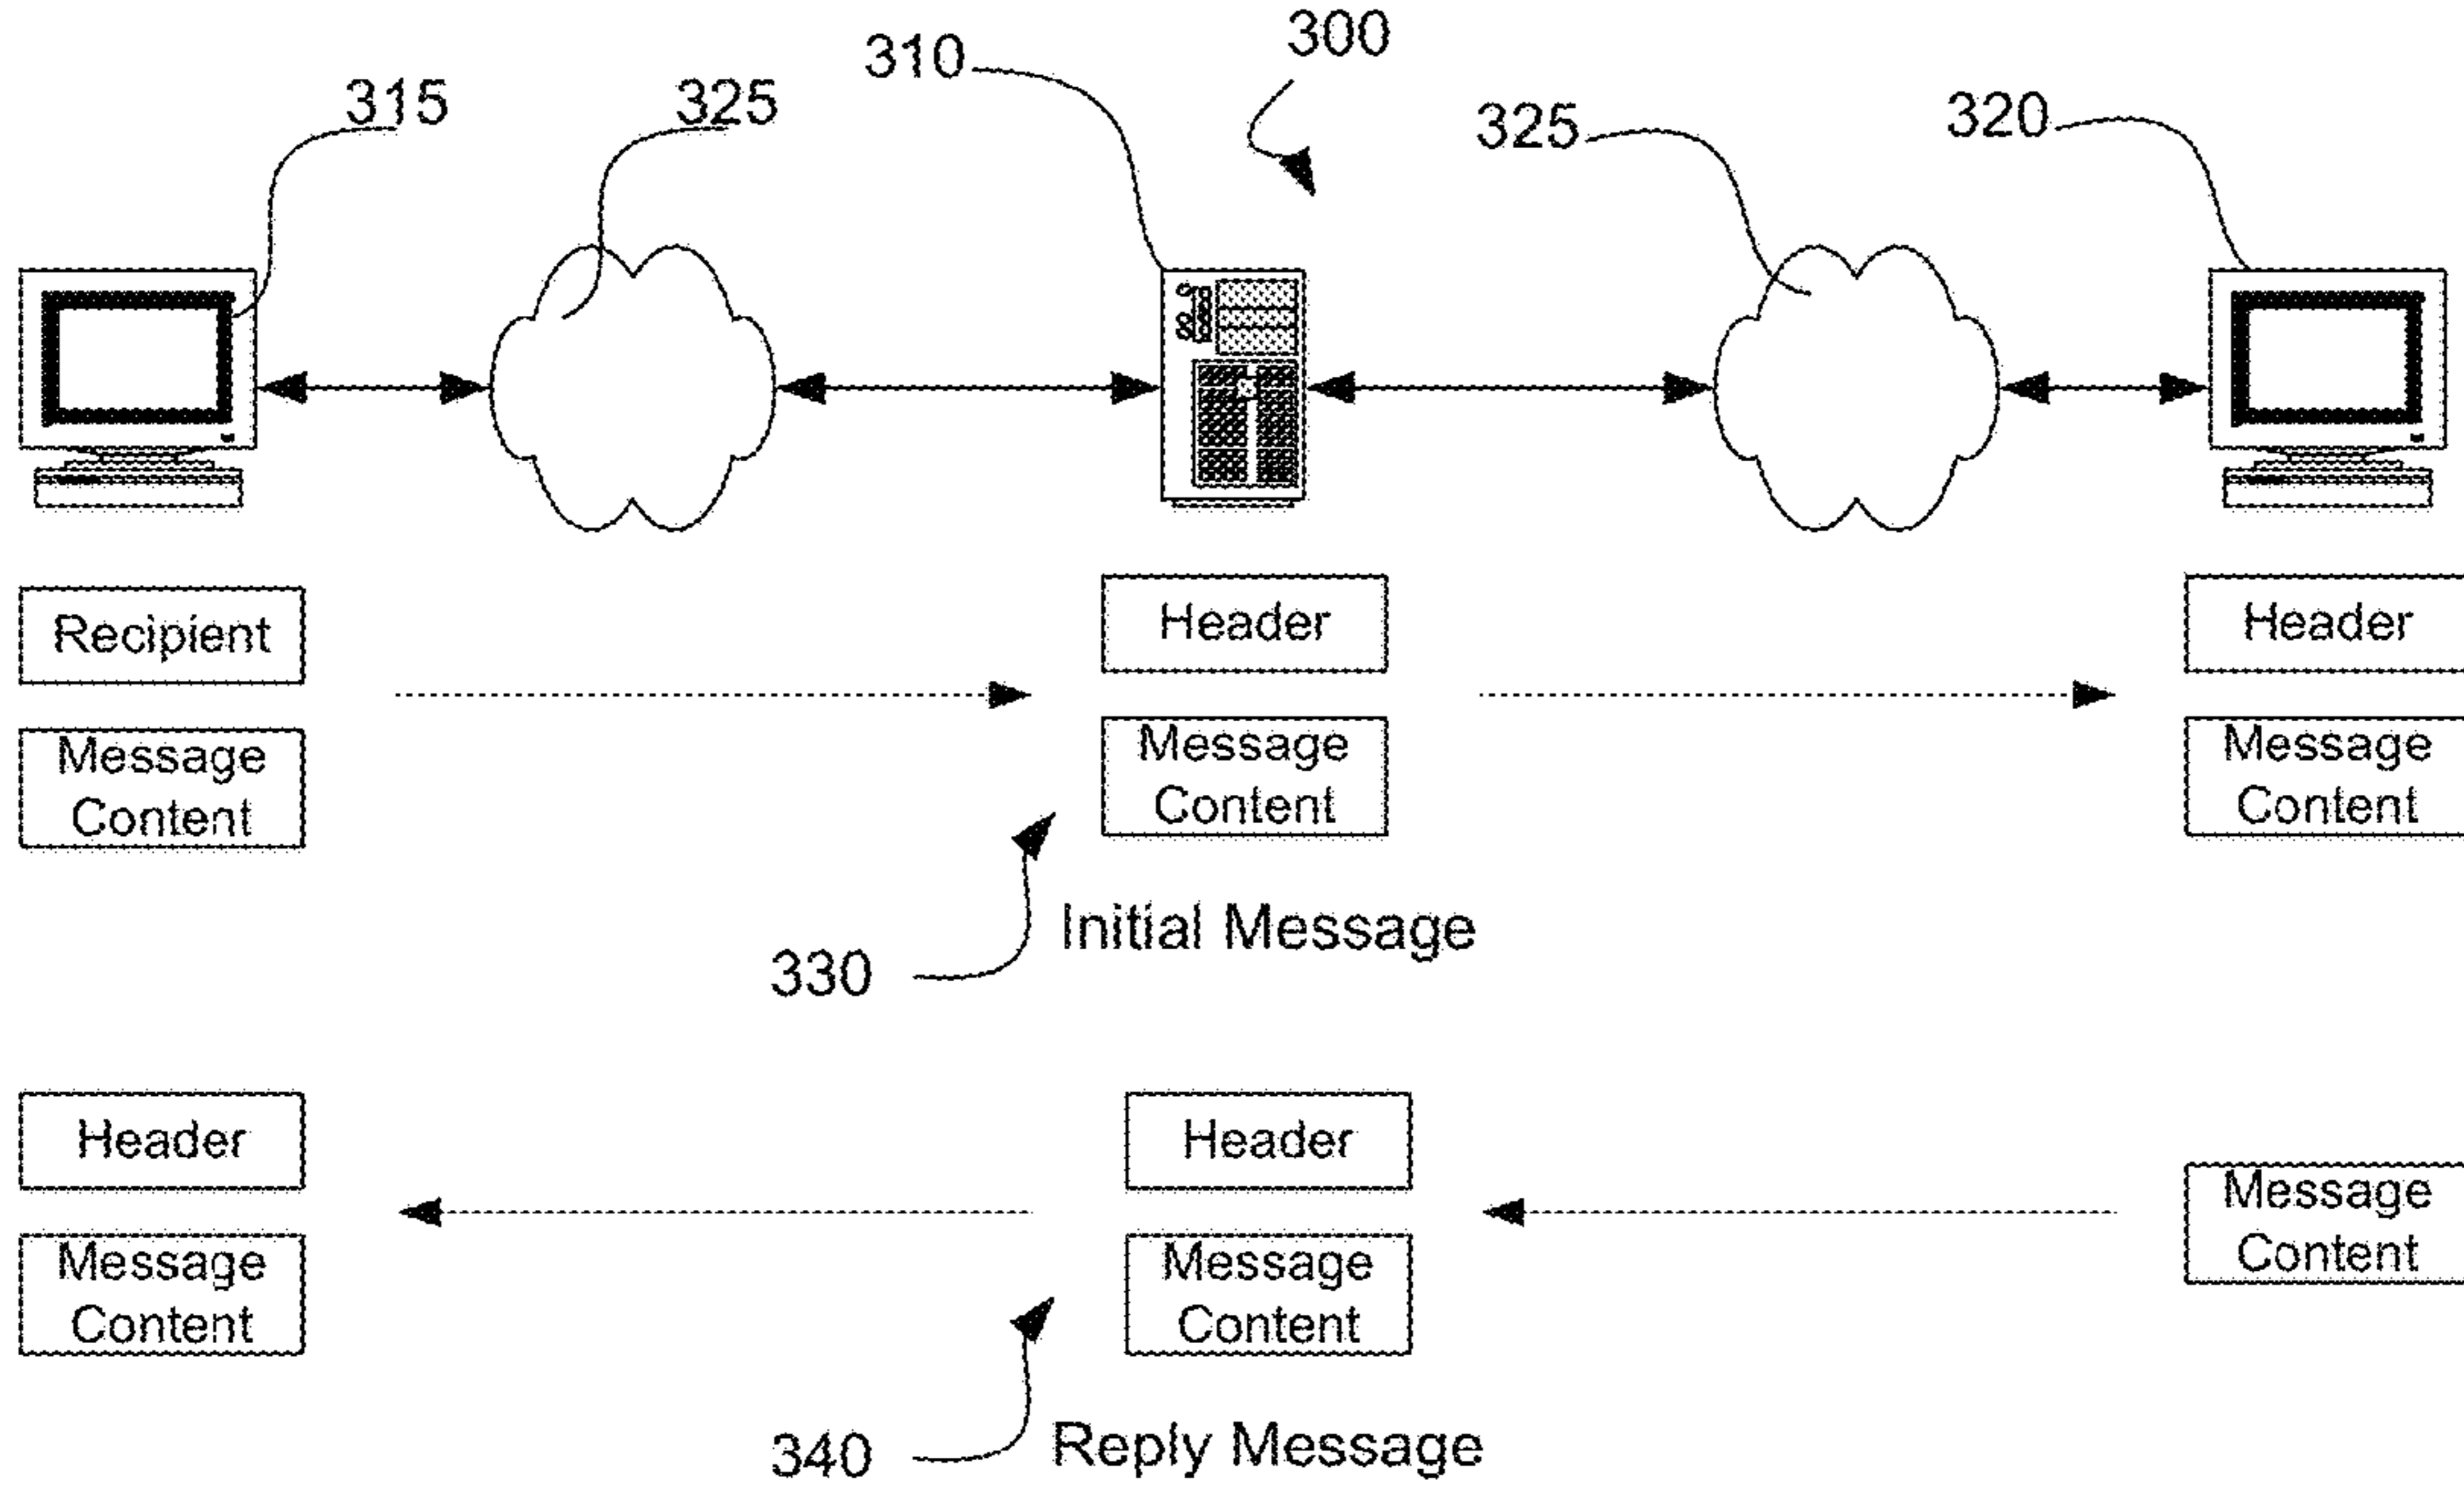 300
310
315
325
325
320
Recipient
Header
Header
Message
Content
Message
Content
Message
Content
Initial Message
330
Header
Header
Message
Content
Message
Content
Message
Content
Reply Message
340